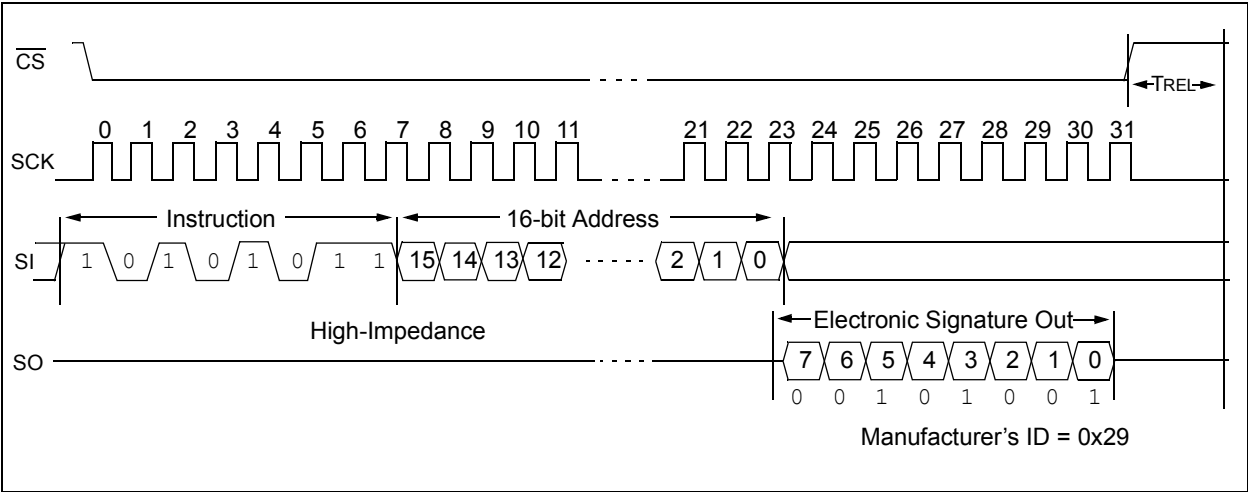 CS
TREL
0 1 2 3 4 5 6 7 8 9 10 11 21 22 23 24 25 26 27 28 29 30 31
SCK
Instruction 16-bit Address
SI 1 0 1 0 1 0 1 1 15 14 13 12 2 1 0
Electronic Signature Out
High-Impedance
SO 7 6 5 4 3 2 1 0
0 0 1 0 1 0 0 1
Manufacturer’s ID = 0x29